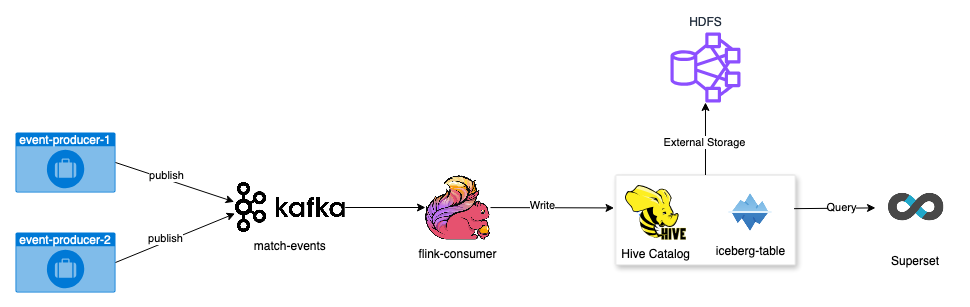 HDFS
event-producer-1
publish
External Storage
kafka
match-events
publish
event-producer-2
flink-consumer
Write
HIVE
Hive Catalog
iceberg-table
Query
Superset